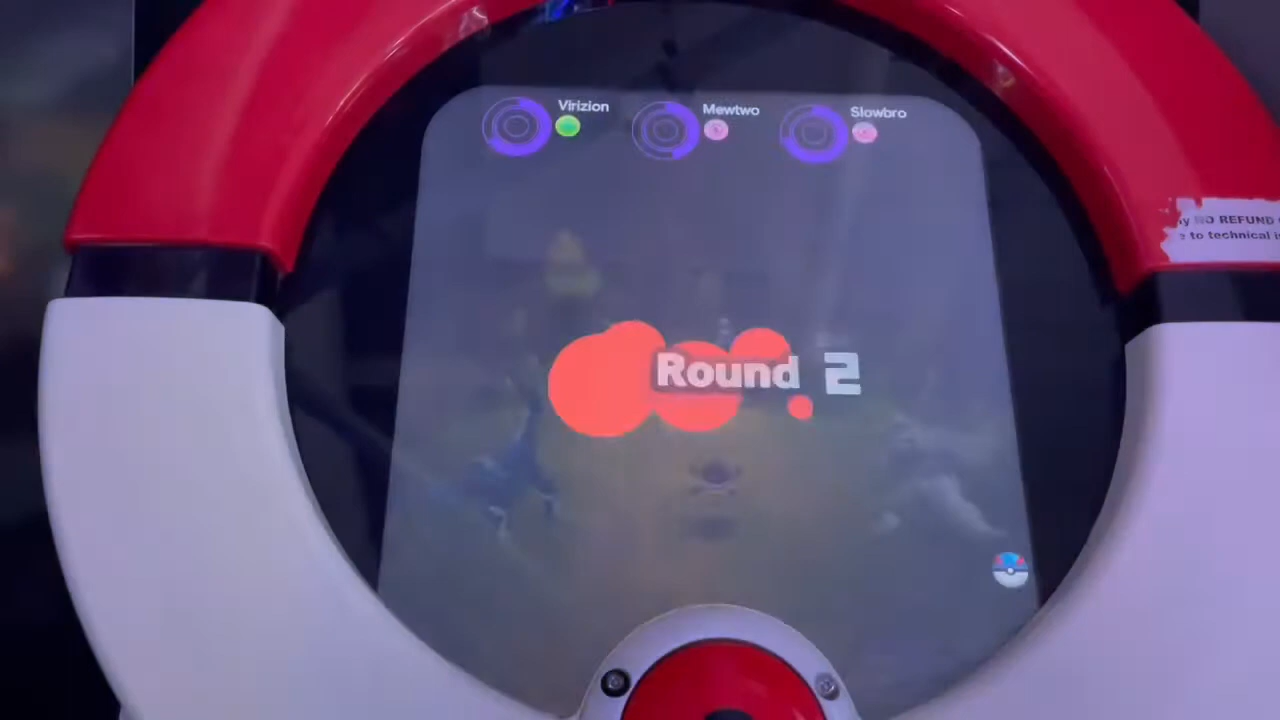 Virizion
Mewtwo
Slowbro
Round 2
NO REFUND
to technical